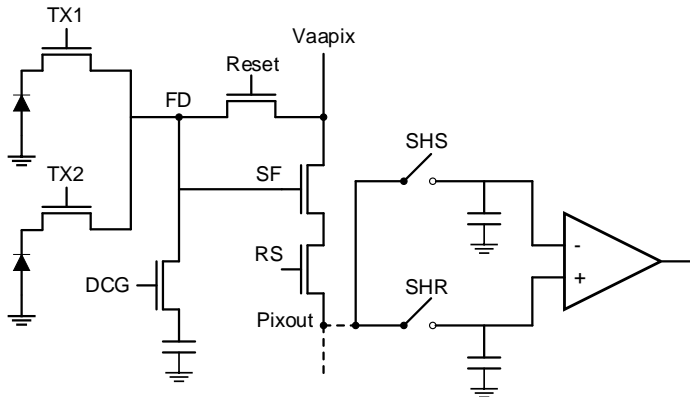 TX1
Vaapix
Reset
FD
SHS
TX2
SF
-
RS
+
DCG
SHR
Pixout